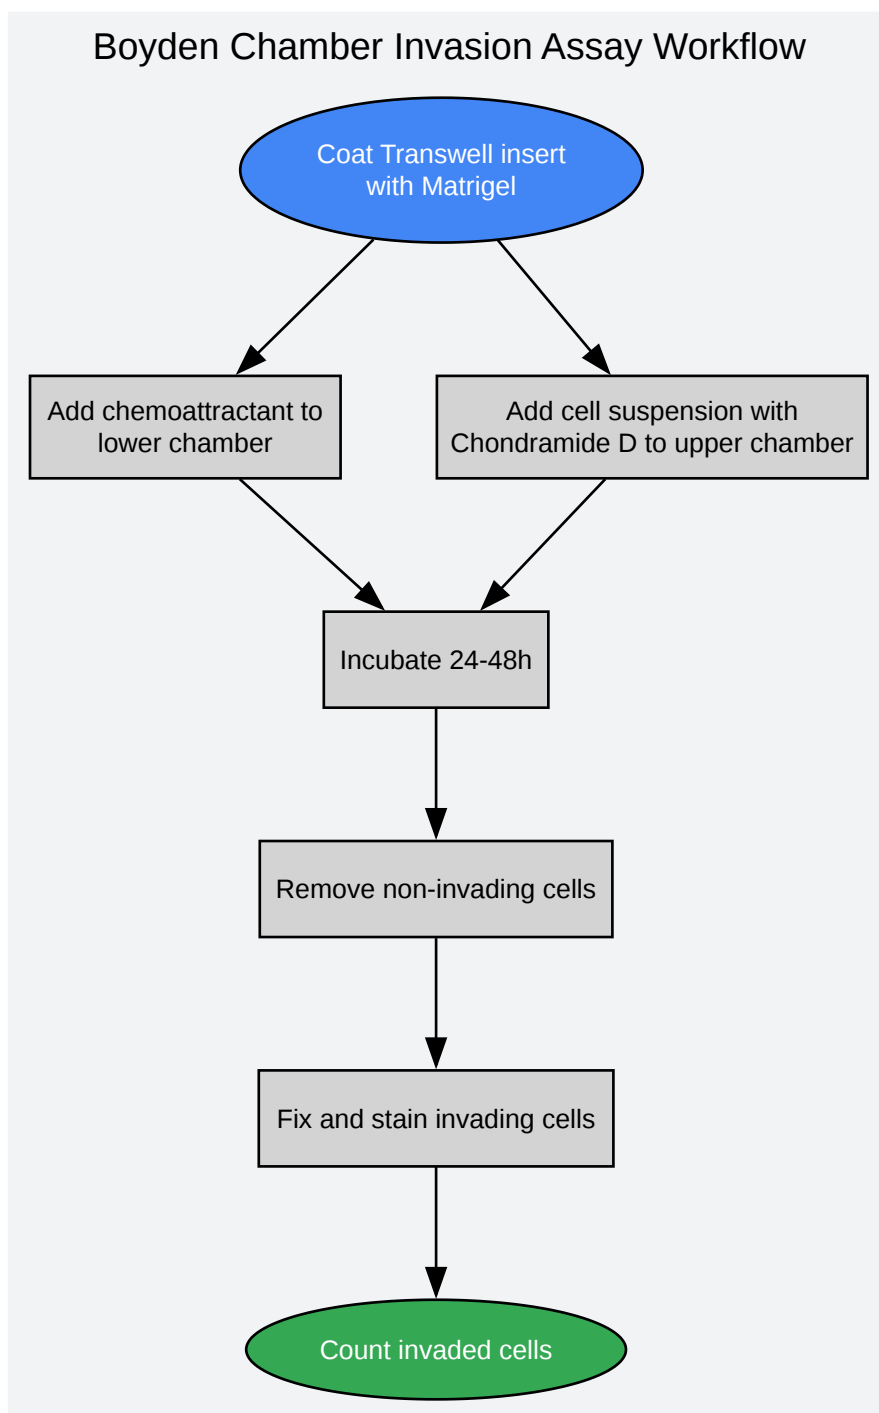 Boyden Chamber Invasion Assay Workflow
Coat Transwell insert
with Matrigel
Add chemoattractant to
lower chamber
Add cell suspension with
Chondramide D to upper chamber
Incubate 24-48h
Remove non-invading cells
Fix and stain invading cells
Count invaded cells